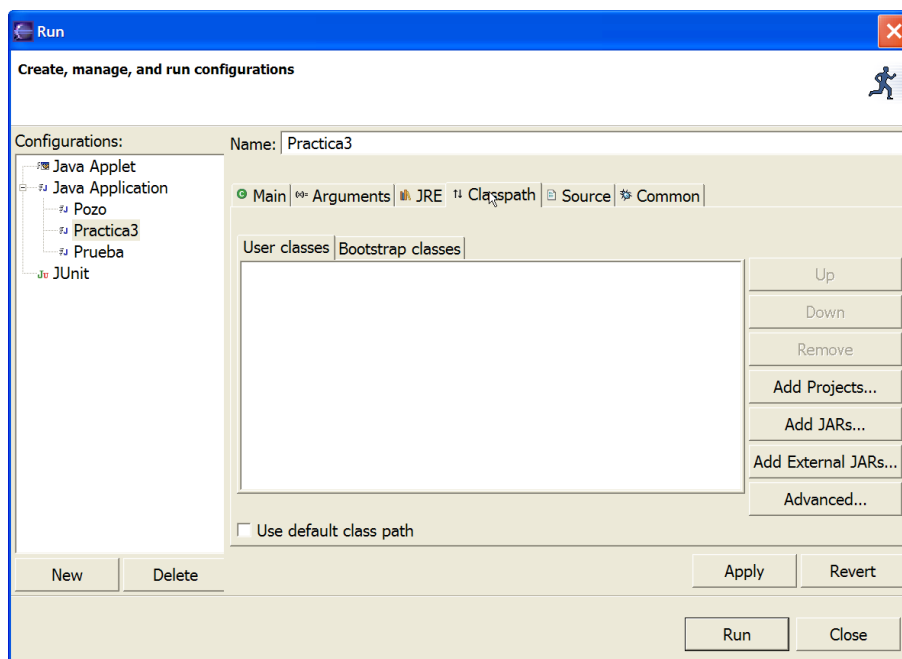 Run
Create, manage, and run configurations
Configurations:
Name: Practica3
Java Applet
Java Application
Pozo
Practica3
Prueba
Ju JUnit
Main (x)= Arguments JRE Classpath Source Common
User classes Bootstrap classes
Up
Down
Remove
Add Projects...
Add JARs...
Add External JARs...
Advanced...
Use default class path
New Delete
Apply Revert
Run Close